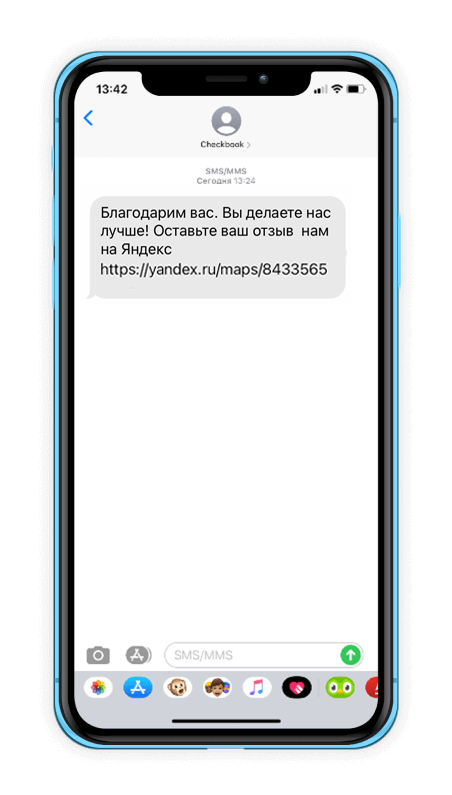 13:42
Checkbook
SMS/MMS
Сегодня 13:24
Благодарим вас. Вы делаете нас
лучше! Оставьте ваш отзыв нам
на Яндекс
https://yandex.ru/maps/8433565
SMS/MMS